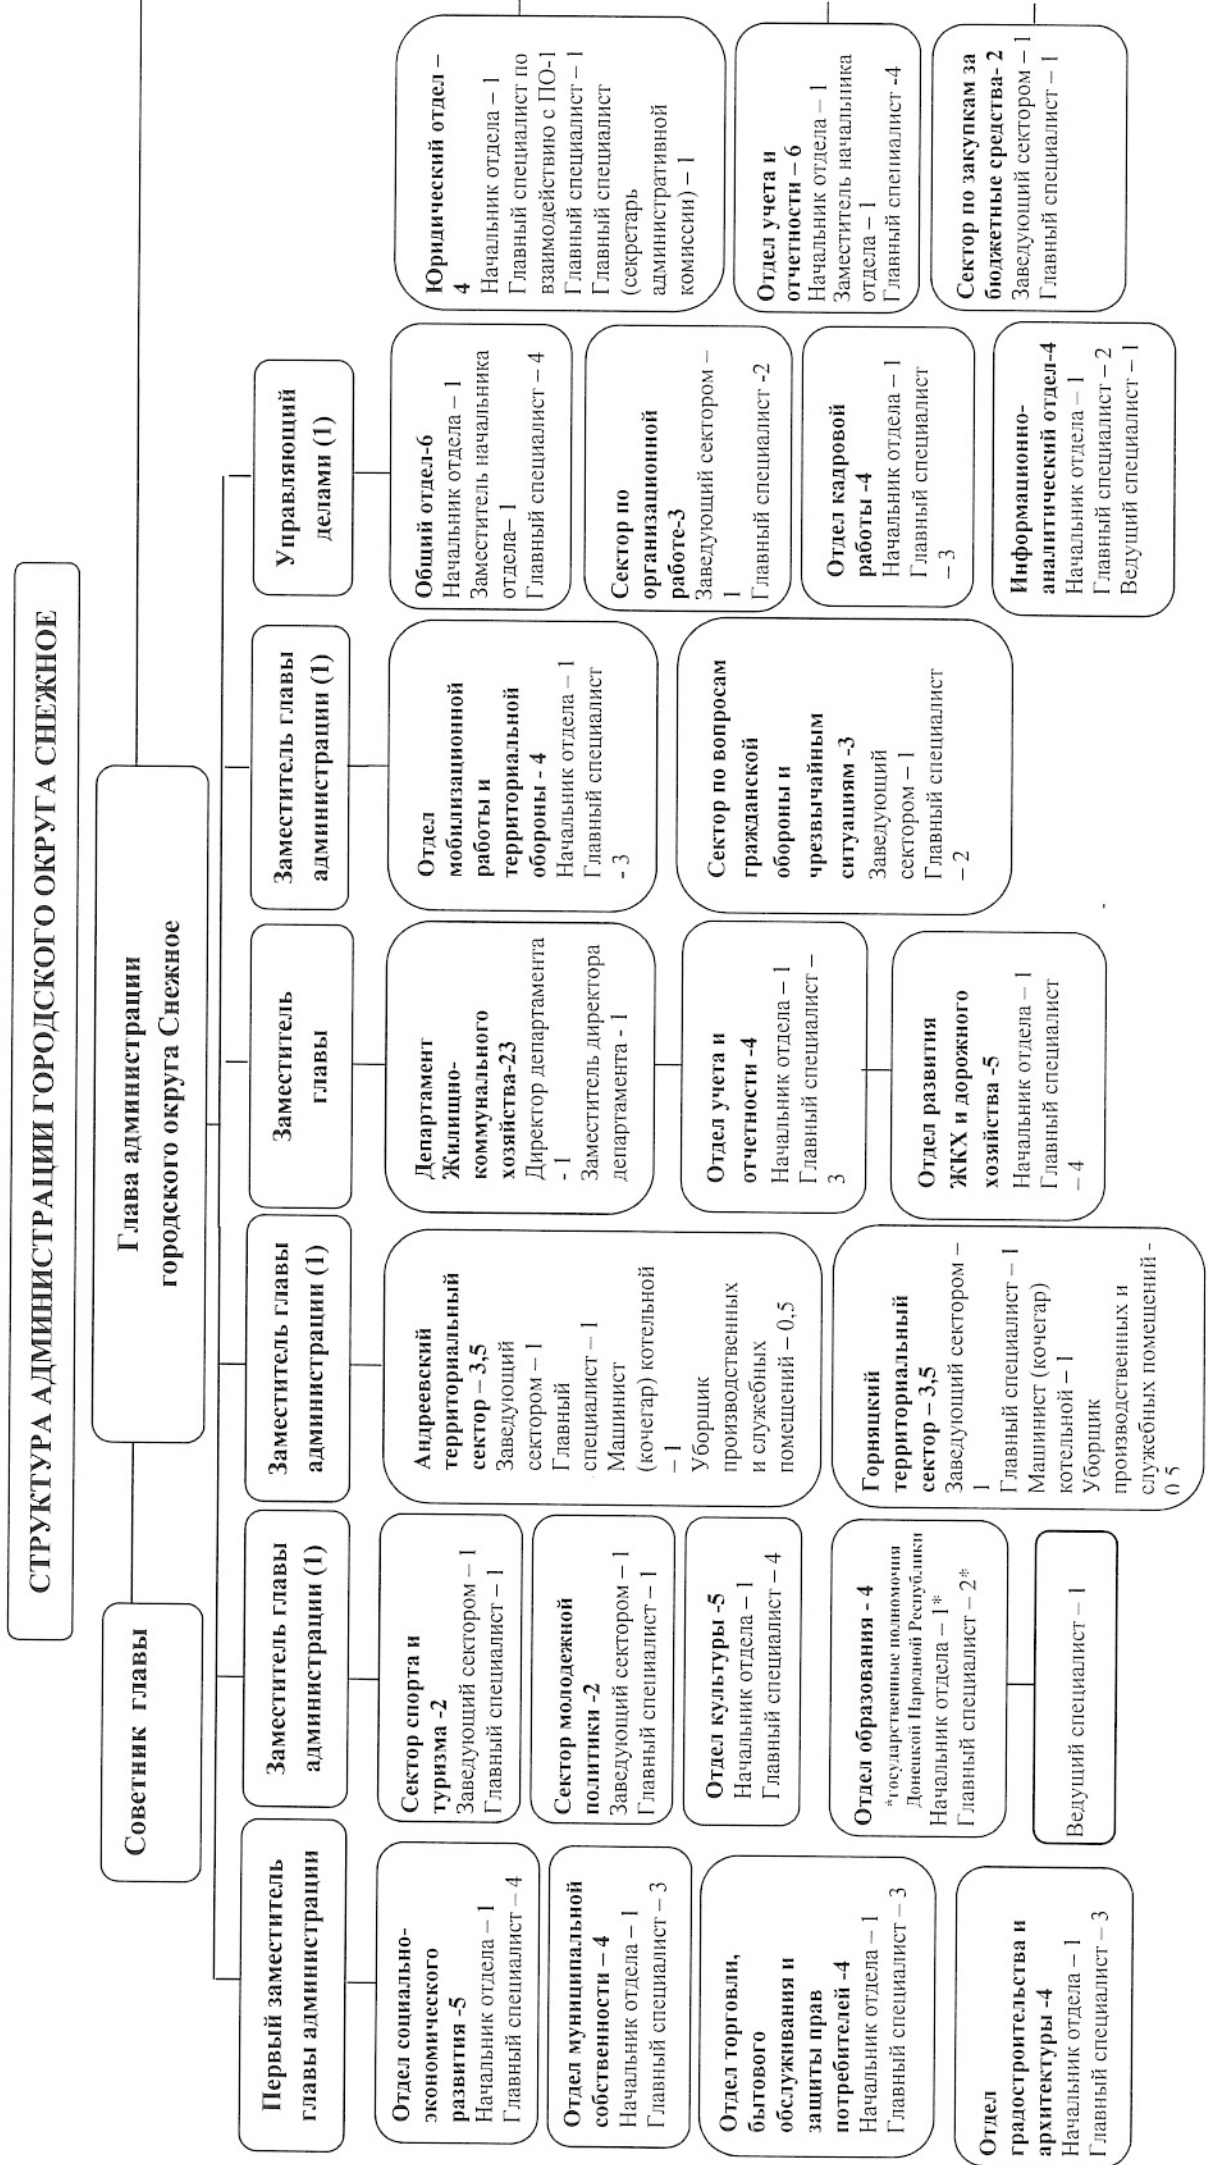 СТРУКТУРА АДМИНИСТРАЦИИ ГОРОДСКОГО ОКРУГА СНЕЖНОЕ
Советник главы
Глава администрации
городского округа Снежное
Первый заместитель
главы администрации
Заместитель главы
администрации (1)
Заместитель главы
администрации (1)
Заместитель
главы
Заместитель главы
администрации (1)
Управляющий
делами (1)
Отдел социально-
экономического
развития -5
Начальник отдела – 1
Главный специалист – 4
Отдел муниципальной
собственности – 4
Начальник отдела – 1
Главный специалист – 3
Отдел торговли,
бытового
обслуживания и
защиты прав
потребителей -4
Начальник отдела – 1
Главный специалист – 3
Отдел
градостроительства и
архитектуры -4
Начальник отдела – 1
Главный специалист – 3
Сектор спорта и
туризма -2
Заведующий сектором – 1
Главный специалист – 1
Сектор молодежной
политики -2
Заведующий сектором – 1
Главный специалист – 1
Отдел культуры -5
Начальник отдела – 1
Главный специалист – 4
Отдел образования - 4
*государственные полномочия
Донецкой Народной Республики
Начальник отдела – 1*
Главный специалист – 2*
Ведущий специалист – 1
Андреевский
территориальный
сектор – 3,5
Заведующий
сектором – 1
Главный
специалист – 1
Машинист
(кочегар) котельной
– 1
Уборщик
производственных
и служебных
помещений – 0,5
Горняцкий
территориальный
сектор – 3,5
Заведующий сектором –
1
Главный специалист – 1
Машинист (кочегар)
котельной – 1
Уборщик
производственных и
служебных помещений -
0 5
Департамент
Жилищно-
коммунального
хозяйства-23
Директор департамента
- 1
Заместитель директора
департамента - 1
Отдел учета и
отчетности -4
Начальник отдела – 1
Главный специалист –
3
Отдел развития
ЖКХ и дорожного
хозяйства -5
Начальник отдела – 1
Главный специалист
– 4
Отдел
мобилизационной
работы и
территориальной
обороны - 4
Начальник отдела – 1
Главный специалист
- 3
Сектор по вопросам
гражданской
обороны и
чрезвычайным
ситуациям -3
Заведующий
сектором – 1
Главный специалист
– 2
Общий отдел-6
Начальник отдела – 1
Заместитель начальника
отдела– 1
Главный специалист – 4
Сектор по
организационной
работе-3
Заведующий сектором –
1
Главный специалист -2
Отдел кадровой
работы -4
Начальник отдела – 1
Главный специалист
– 3
Информационно-
аналитический отдел-4
Начальник отдела – 1
Главный специалист – 2
Ведущий специалист – 1
Юридический отдел –
4
Начальник отдела – 1
Главный специалист по
взаимодействию с ПО-1
Главный специалист – 1
Главный специалист
(секретарь
административной
комиссии) – 1
Отдел учета и
отчетности – 6
Начальник отдела – 1
Заместитель начальника
отдела – 1
Главный специалист -4
Сектор по закупкам за
бюджетные средства- 2
Заведующий сектором – 1
Главный специалист – 1